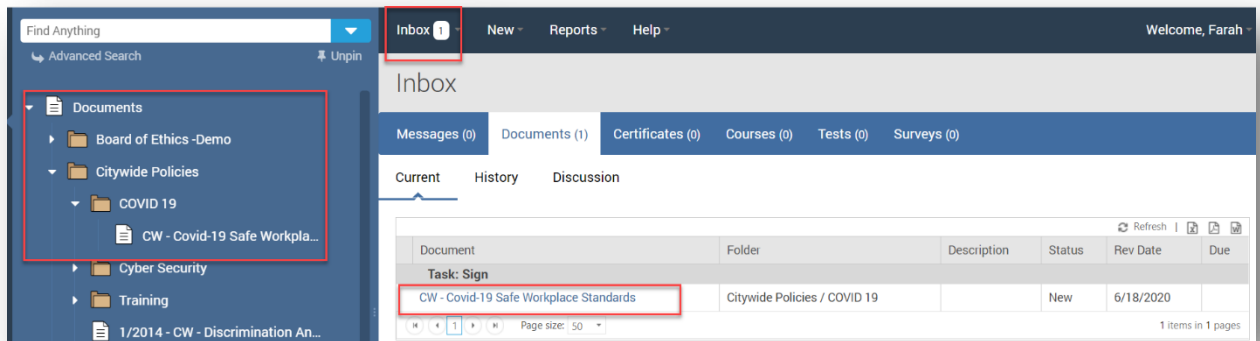 Find Anything
Advanced Search
Unpin
Documents
Board of Ethics -Demo
Citywide Policies
COVID 19
CW - Covid-19 Safe Workpla...
Cyber Security
Training
1/2014 - CW - Discrimination An...
Inbox 1 New Reports Help Welcome, Farah
Inbox
Messages (0) Documents (1) Certificates (0) Courses (0) Tests (0) Surveys (0)
Current History Discussion
Refresh |
Document Folder Description Status Rev Date Due
Task: Sign
CW - Covid-19 Safe Workplace Standards Citywide Policies / COVID 19 New 6/18/2020
1 Page size: 50 1 items in 1 pages